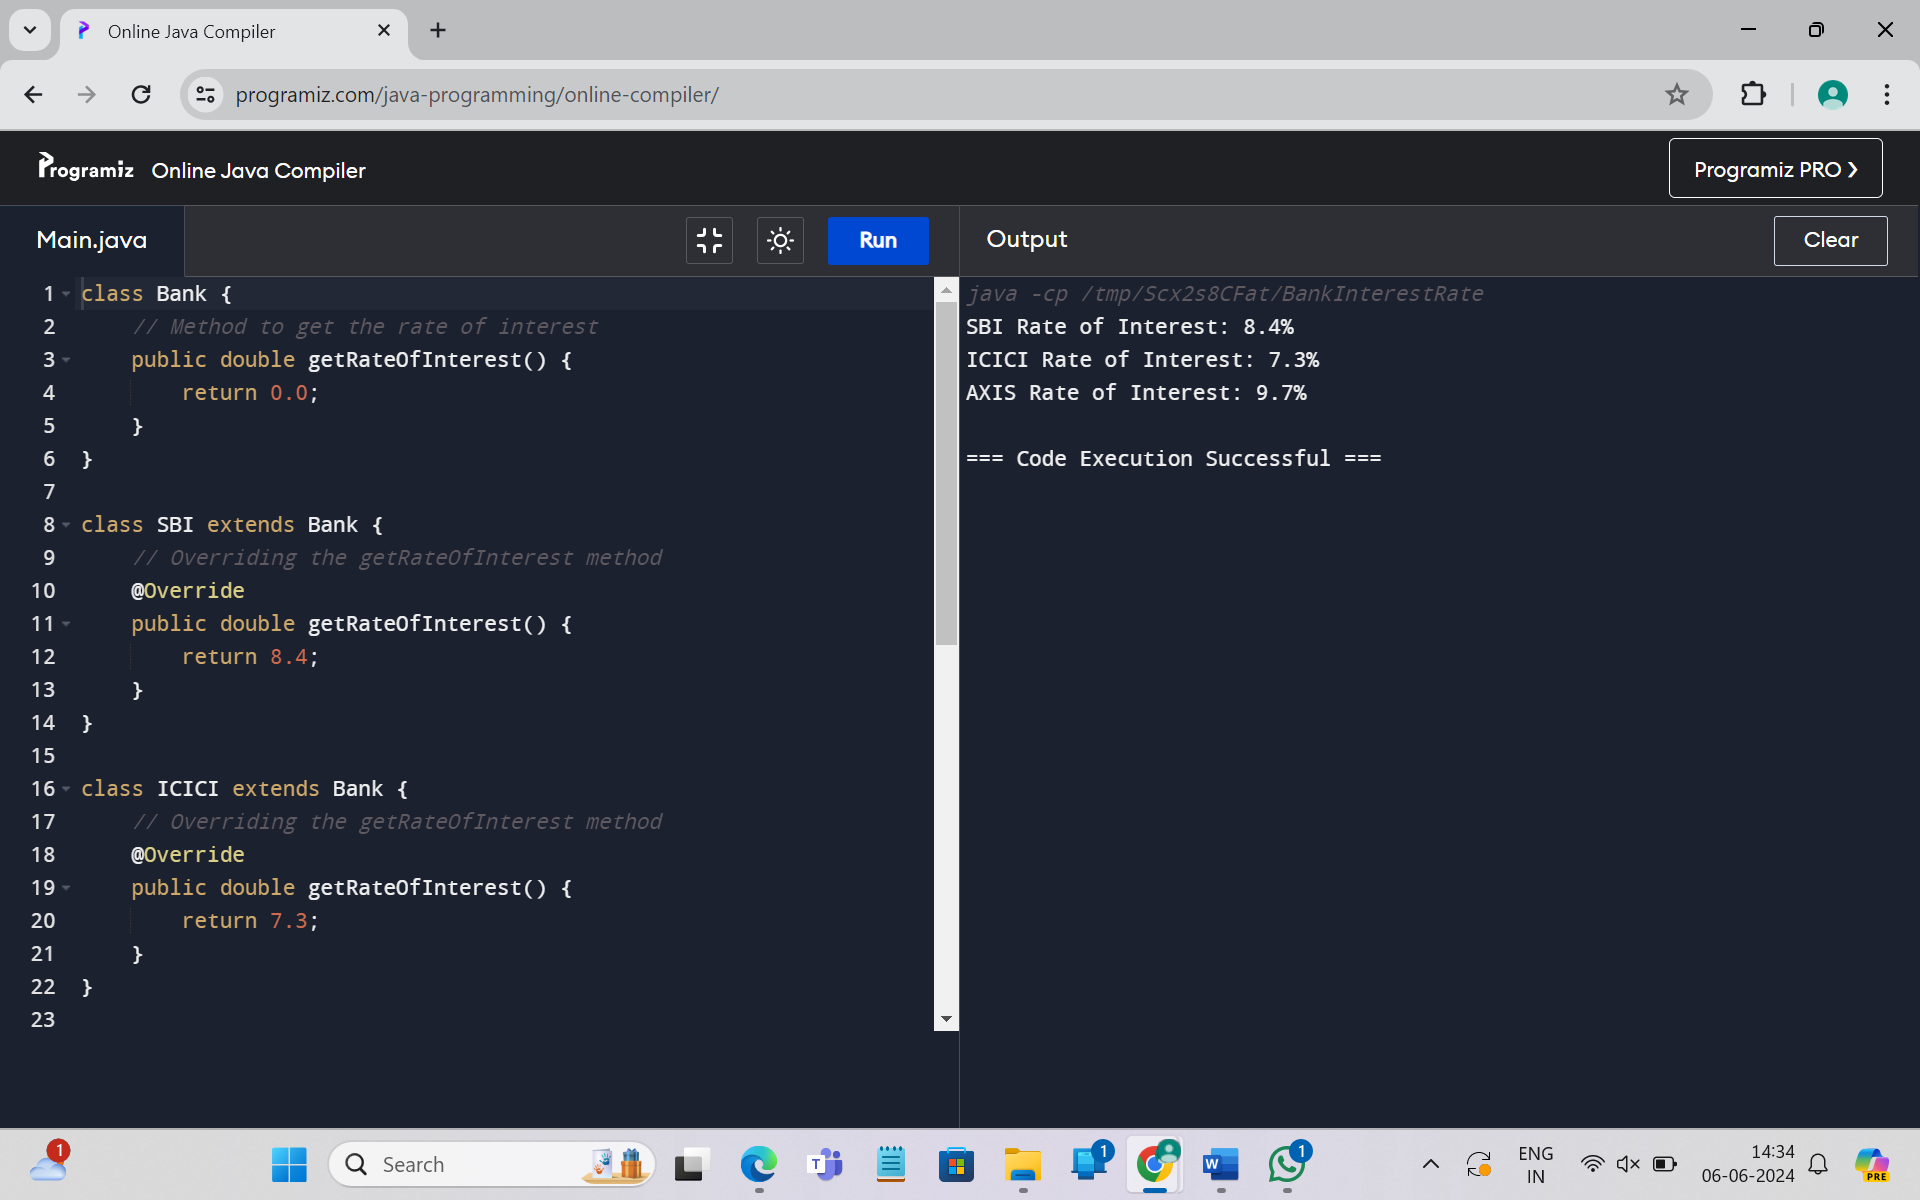 Online Java Compiler
programiz.com/java-programming/online-compiler/
Programiz Online Java Compiler
Programiz PRO ❯
Main.java
Run
Output
Clear
1 class Bank {
2     // Method to get the rate of interest
3     public double getRateOfInterest() {
4         return 0.0;
5     }
6 }
7
8 class SBI extends Bank {
9     // Overriding the getRateOfInterest method
10     @Override
11     public double getRateOfInterest() {
12         return 8.4;
13     }
14 }
15
16 class ICICI extends Bank {
17     // Overriding the getRateOfInterest method
18     @Override
19     public double getRateOfInterest() {
20         return 7.3;
21     }
22 }
23
java -cp /tmp/Scx2s8CFat/BankInterestRate
SBI Rate of Interest: 8.4%
ICICI Rate of Interest: 7.3%
AXIS Rate of Interest: 9.7%
=== Code Execution Successful ===
1
Search
T
1
W
1
ENG
IN
14:34
06-06-2024
PRE